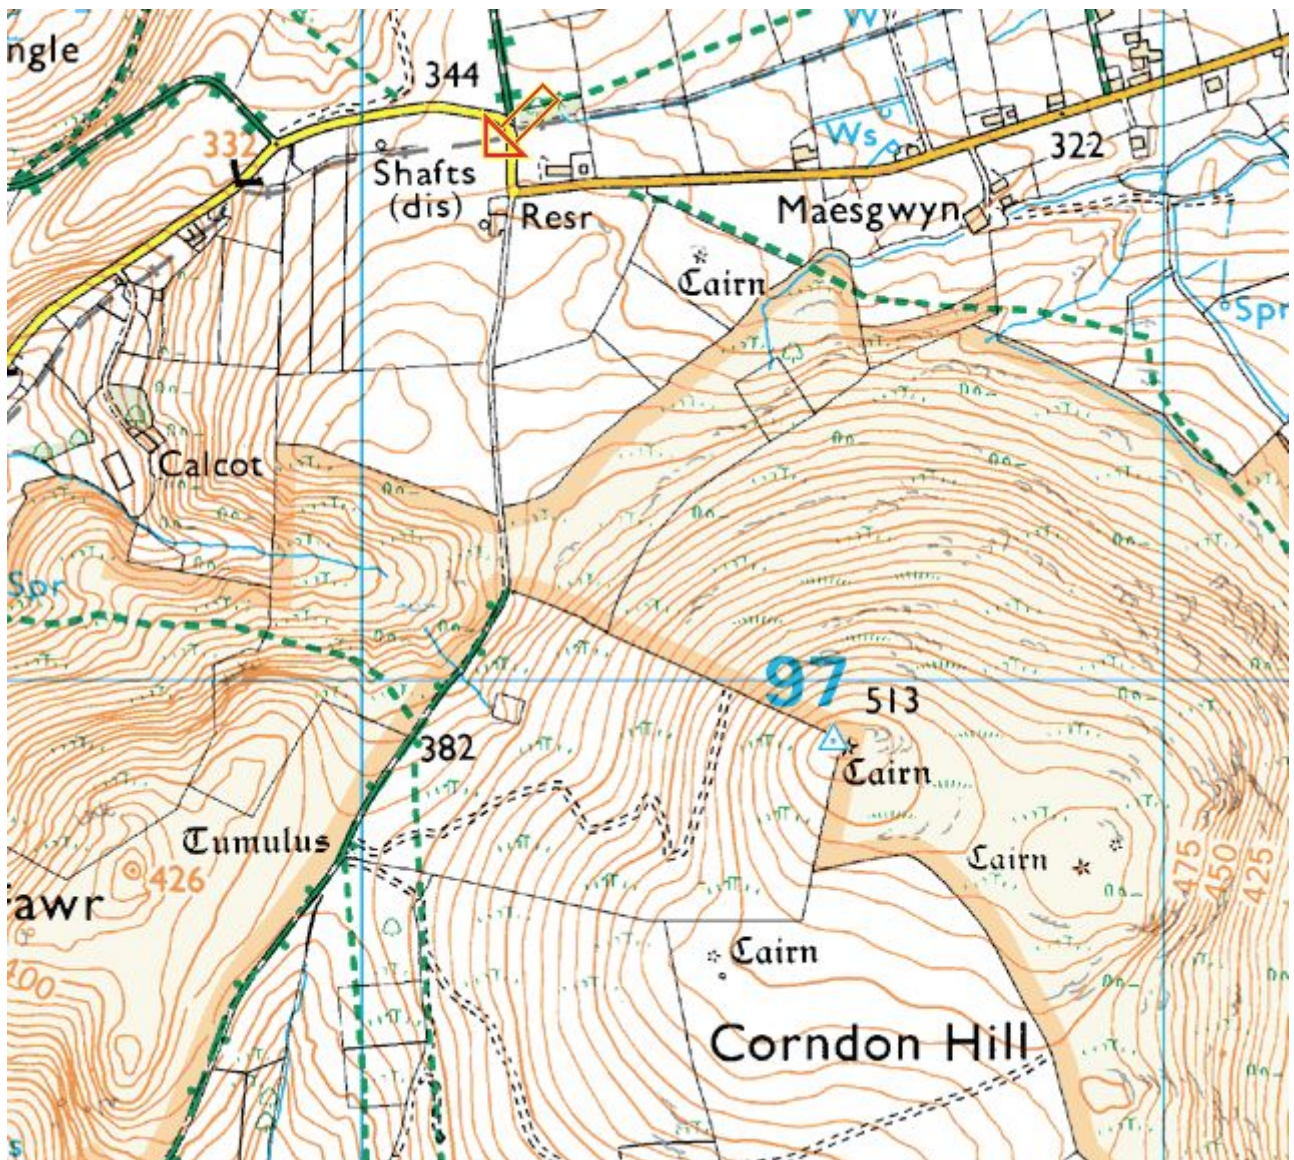 ngle
344
W
332
Ws
322
Shafts
(dis)
Resr
Maesgwyn
Cairn
Spr
Calcot
Spr
97
513
382
Cairn
Tumulus
Cairn
426
475
450
425
awr
Cairn
400
Corndon Hill
s